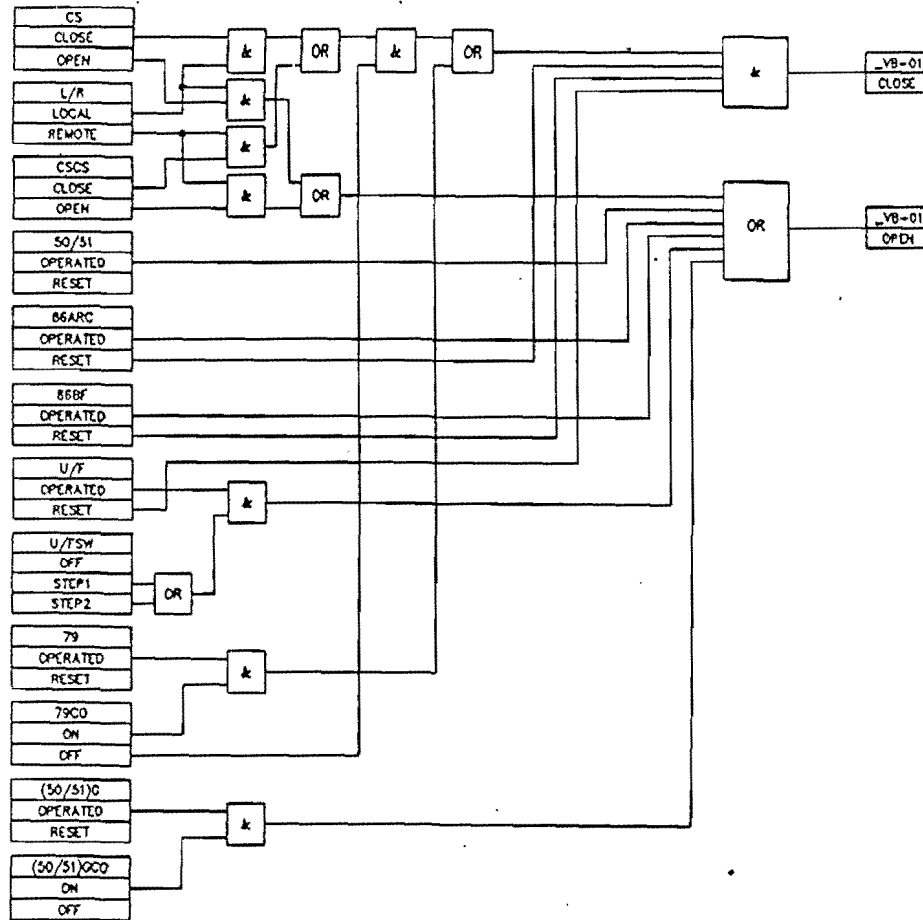 CS
CLOSE
OPEN
L/R
LOCAL
REMOTE
CSCS
CLOSE
OPEN
50/51
OPERATED
RESET
86ARC
OPERATED
RESET
86BF
OPERATED
RESET
U/F
OPERATED
RESET
U/FSW
OFF
STEP1
STEP2
79
OPERATED
RESET
79CO
ON
OFF
(50/51)G
OPERATED
RESET
(50/51)GCO
ON
OFF
&
&
&
&
OR
OR
&
OR
&
OR
&
&
&
OR
_VB-01
CLOSE
_VB-01
OPEN